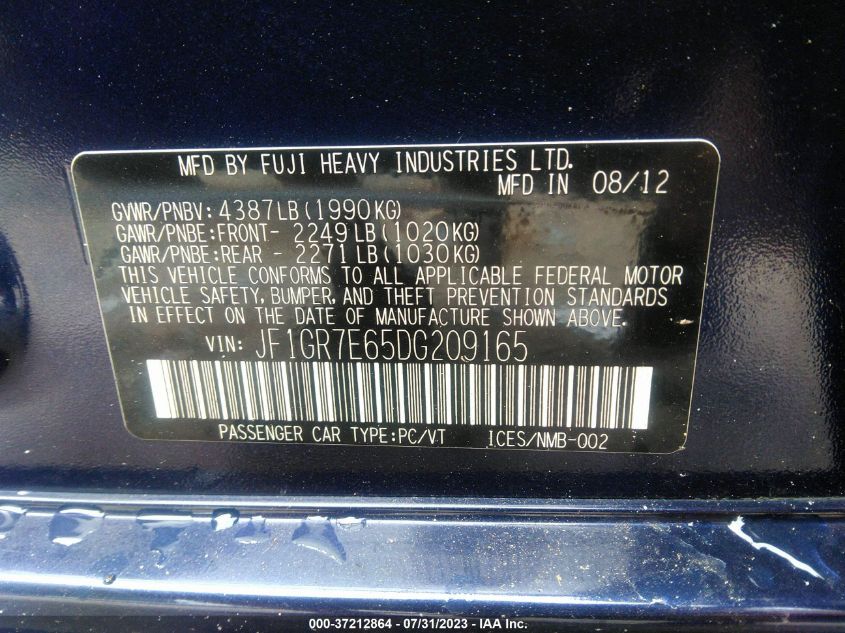 MFD BY FUJI HEAVY INDUSTRIES LTD.
MFD IN 08/12
GVWR/PNBV: 4387LB(1990KG)
GAWR/PNBE:FRONT- 2249LB(1020KG)
GAWR/PNBE:REAR - 2271LB(1030KG)
THIS VEHICLE CONFORMS TO ALL APPLICABLE FEDERAL MOTOR
VEHICLE SAFETY, BUMPER, AND THEFT PREVENTION STANDARDS
IN EFFECT ON THE DATE OF MANUFACTURE SHOWN ABOVE.
VIN: JF1GR7E65DG209165
PASSENGER CAR TYPE:PC/VT ICES/NMB-002
000-37212864 - 07/31/2023 - IAA Inc.